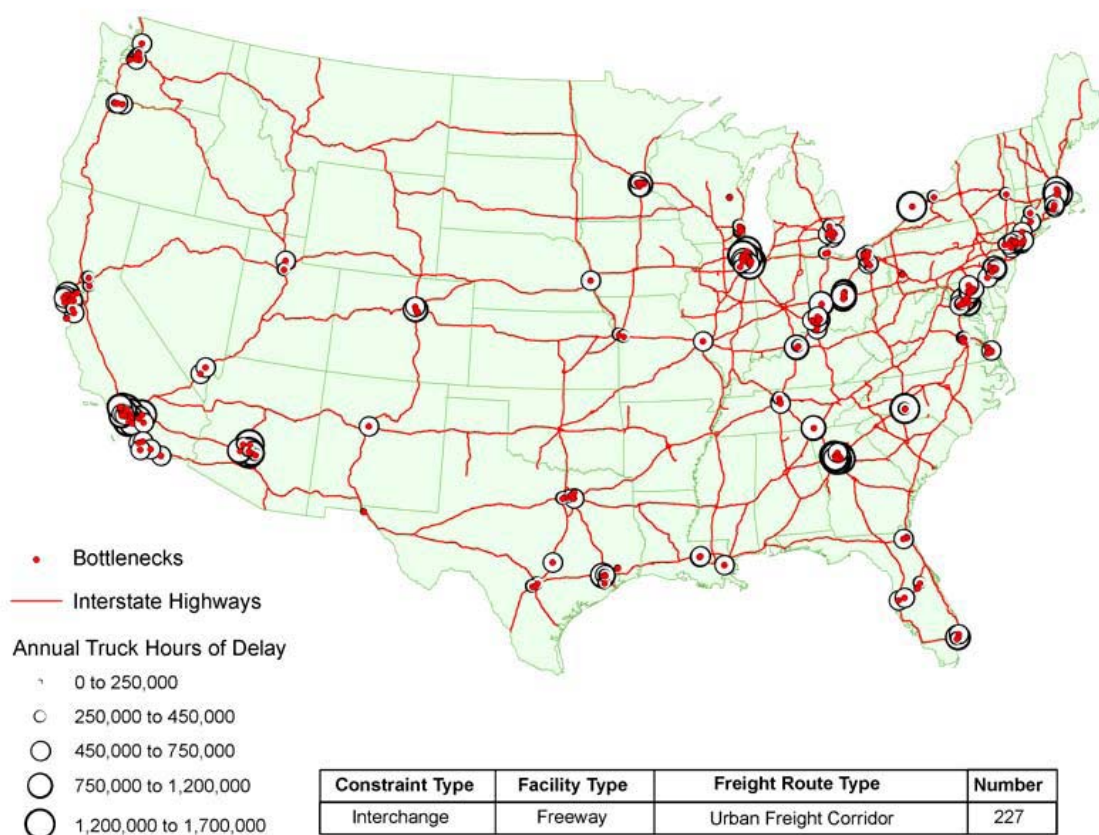 Bottlenecks
Interstate Highways
Annual Truck Hours of Delay
0 to 250,000
250,000 to 450,000
450,000 to 750,000
750,000 to 1,200,000
1,200,000 to 1,700,000
Constraint Type Facility Type Freight Route Type Number
Interchange Freeway Urban Freight Corridor 227